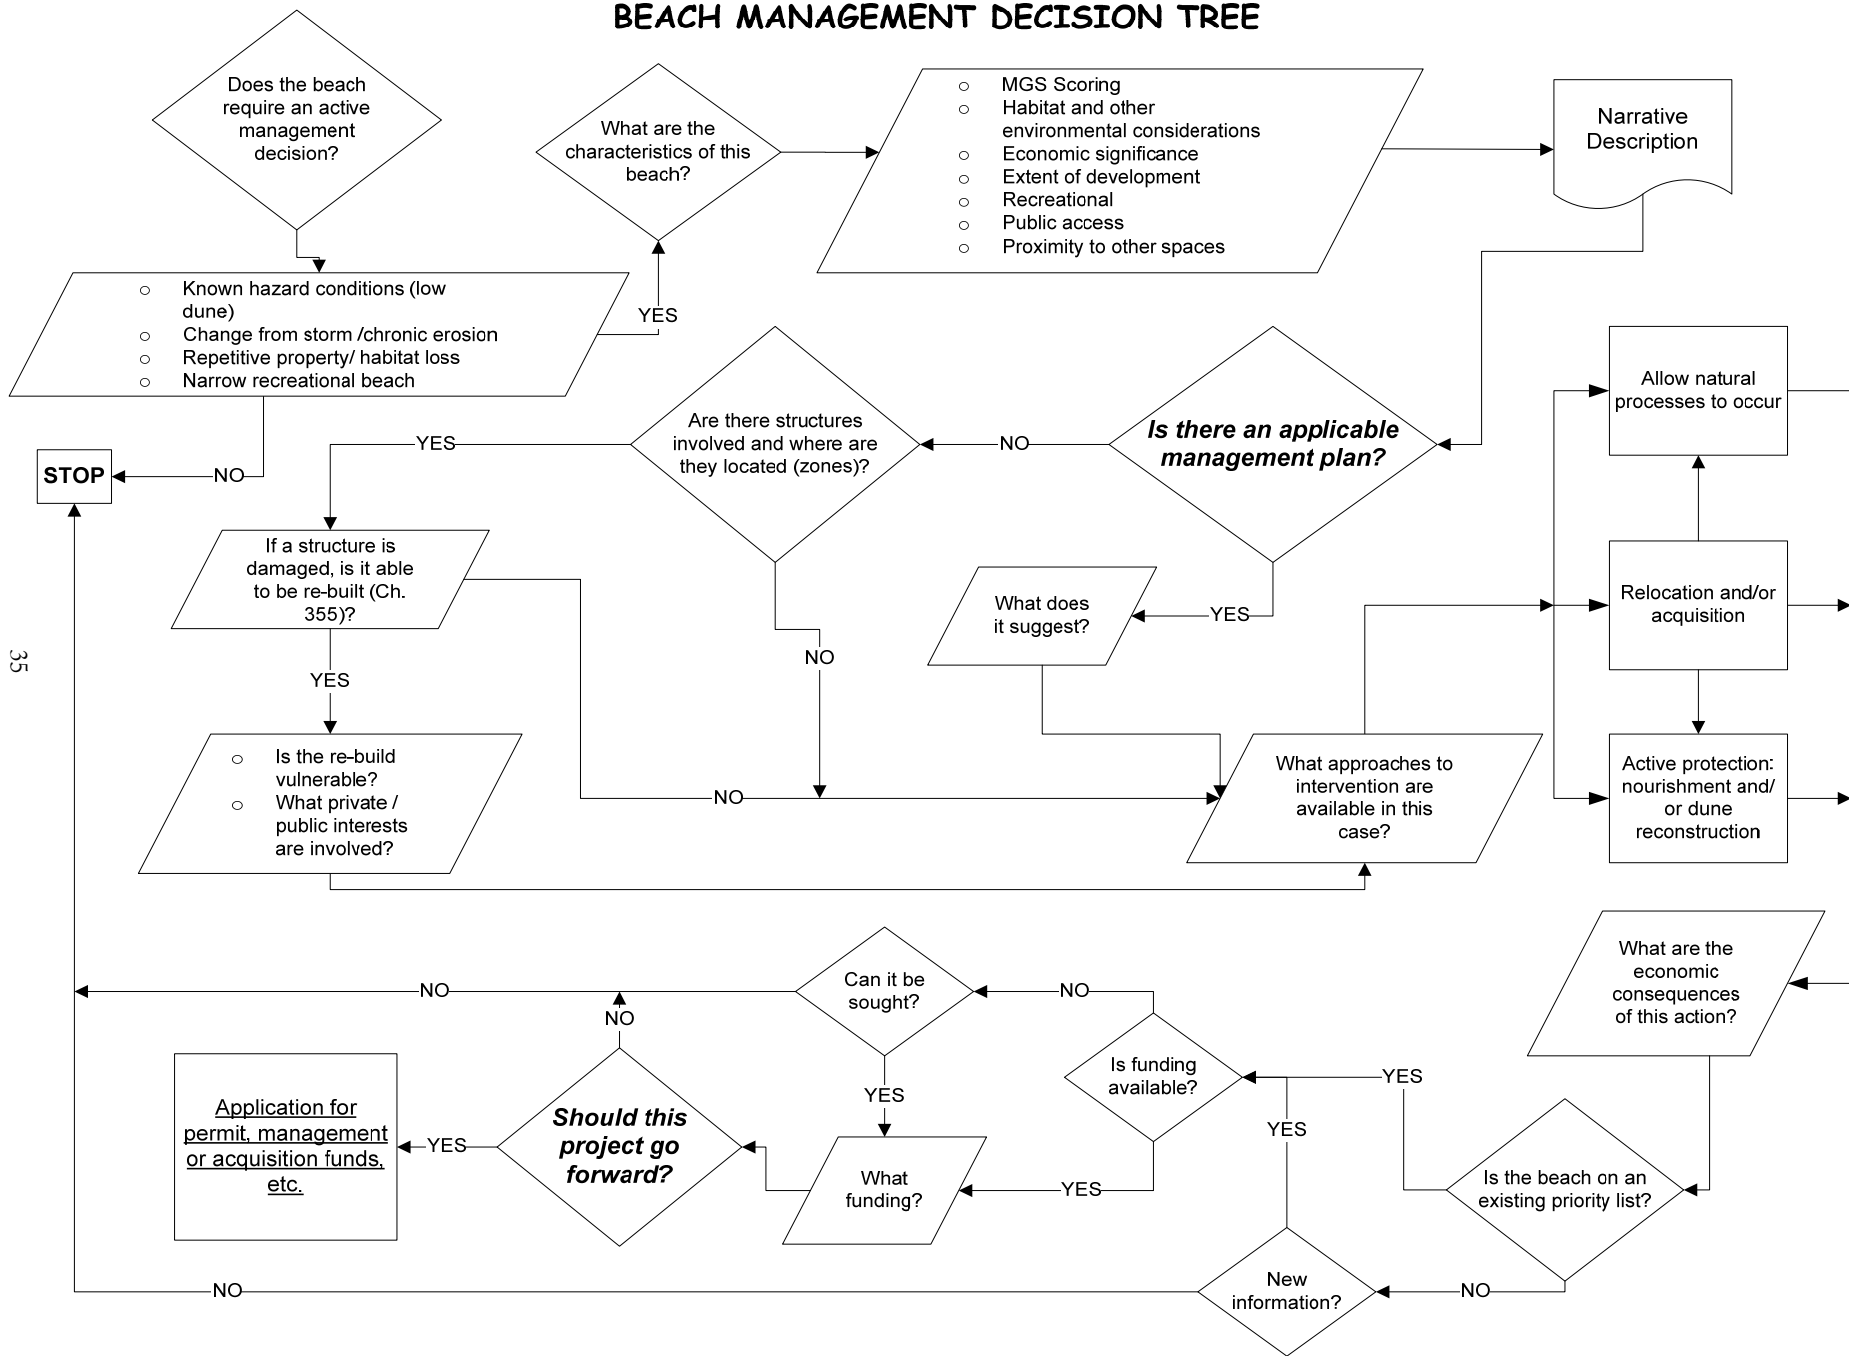 BEACH MANAGEMENT DECISION TREE
Does the beach
require an active
management
decision?
What are the
characteristics of this
beach?
o MGS Scoring
o Habitat and other
environmental considerations
o Economic significance
o Extent of development
o Recreational
o Public access
o Proximity to other spaces
Narrative
Description
o Known hazard conditions (low
dune)
o Change from storm /chronic erosion
o Repetitive property/ habitat loss
o Narrow recreational beach
YES
NO
STOP
Is there an applicable
management plan?
NO
Are there structures
involved and where are
they located (zones)?
YES
If a structure is
damaged, is it able
to be re-built (Ch.
355)?
YES
o Is the re-build
vulnerable?
o What private /
public interests
are involved?
NO
NO
YES
What does
it suggest?
What approaches to
intervention are
available in this
case?
Allow natural
processes to occur
Relocation and/or
acquisition
Active protection:
nourishment and/
or dune
reconstruction
What are the
economic
consequences
of this action?
Is the beach on an
existing priority list?
YES
NO
New
information?
YES
NO
Is funding
available?
NO
YES
Can it be
sought?
NO
YES
What
funding?
Should this
project go
forward?
NO
YES
Application for
permit, management
or acquisition funds,
etc.
35